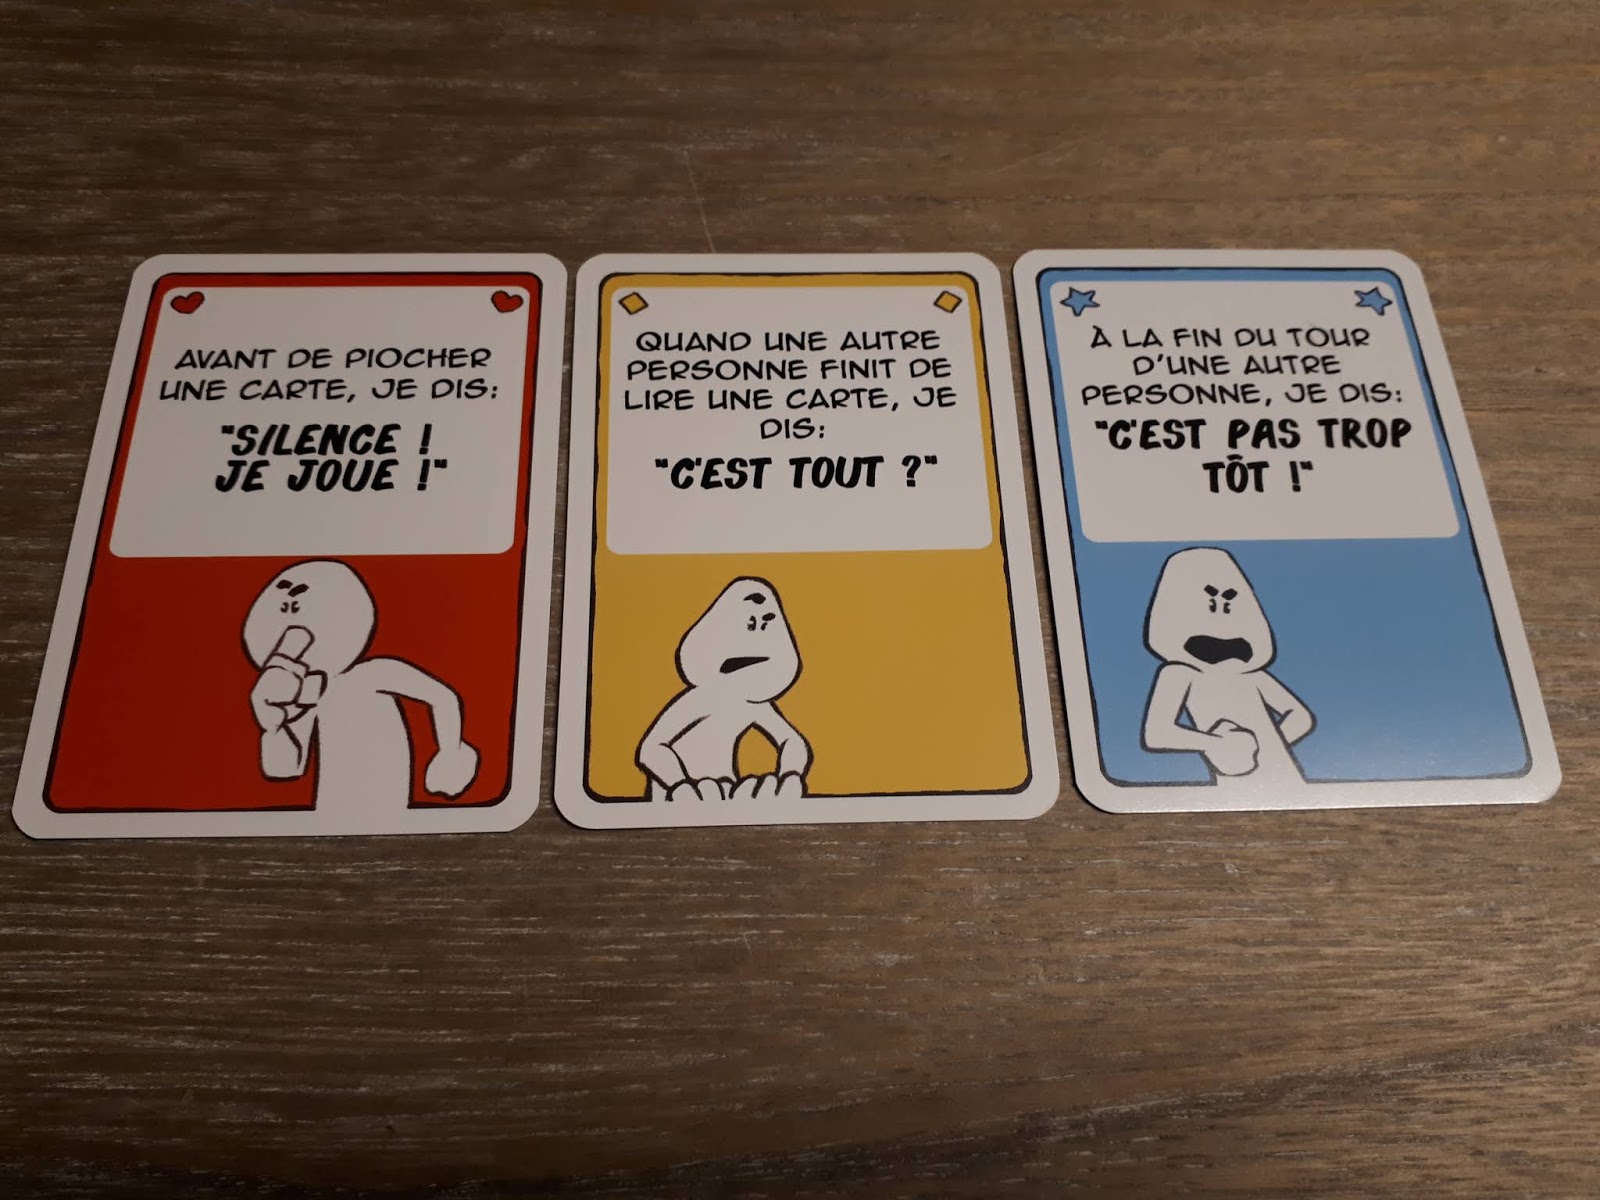 AVANT DE PIOCHER
UNE CARTE, JE DIS:
"SILENCE !
JE JOUE !"
QUAND UNE AUTRE
PERSONNE FINIT DE
LIRE UNE CARTE, JE
DIS:
"C'EST TOUT ?"
À LA FIN DU TOUR
D'UNE AUTRE
PERSONNE, JE DIS:
"C'EST PAS TROP
TÔT !"